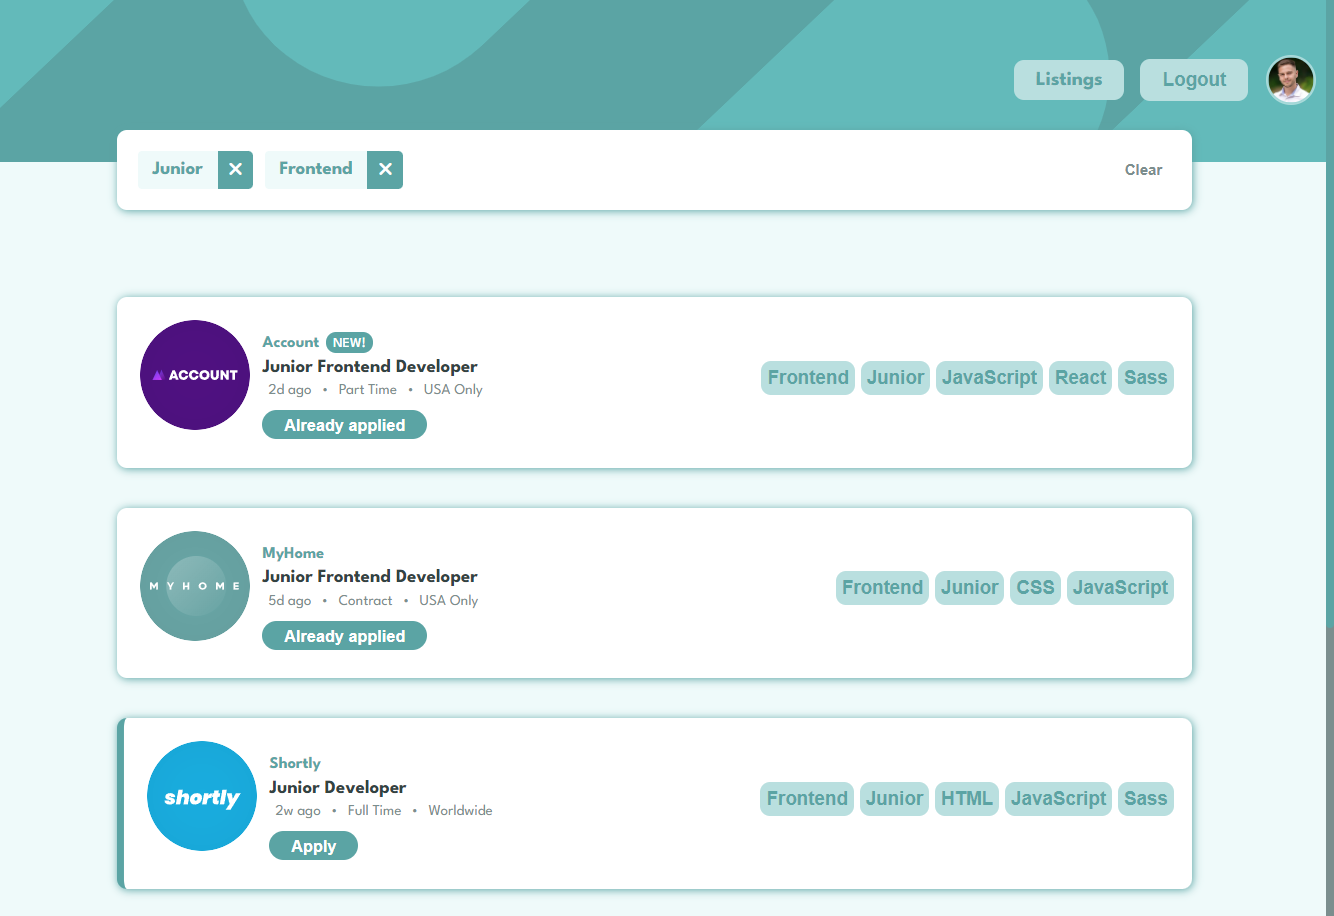 Listings Logout
Junior ✕ Frontend ✕ Clear
ACCOUNT
Account NEW!
Junior Frontend Developer
2d ago • Part Time • USA Only
Already applied
Frontend Junior JavaScript React Sass
MYHOME
MyHome
Junior Frontend Developer
5d ago • Contract • USA Only
Already applied
Frontend Junior CSS JavaScript
shortly
Shortly
Junior Developer
2w ago • Full Time • Worldwide
Apply
Frontend Junior HTML JavaScript Sass